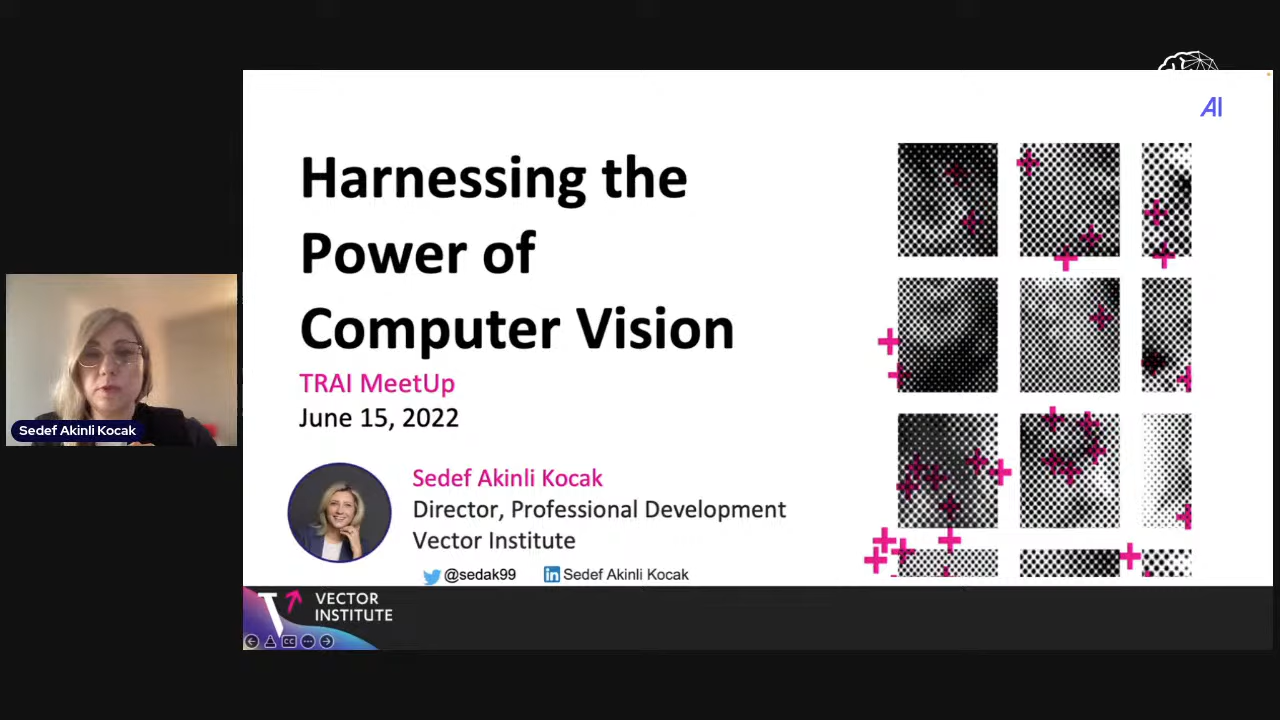 AI
Harnessing the
Power of
Computer Vision
TRAI MeetUp
June 15, 2022
Sedef Akinli Kocak
Director, Professional Development
Vector Institute
@sedak99 Sedef Akinli Kocak
VECTOR
INSTITUTE
CC
Sedef Akinli Kocak